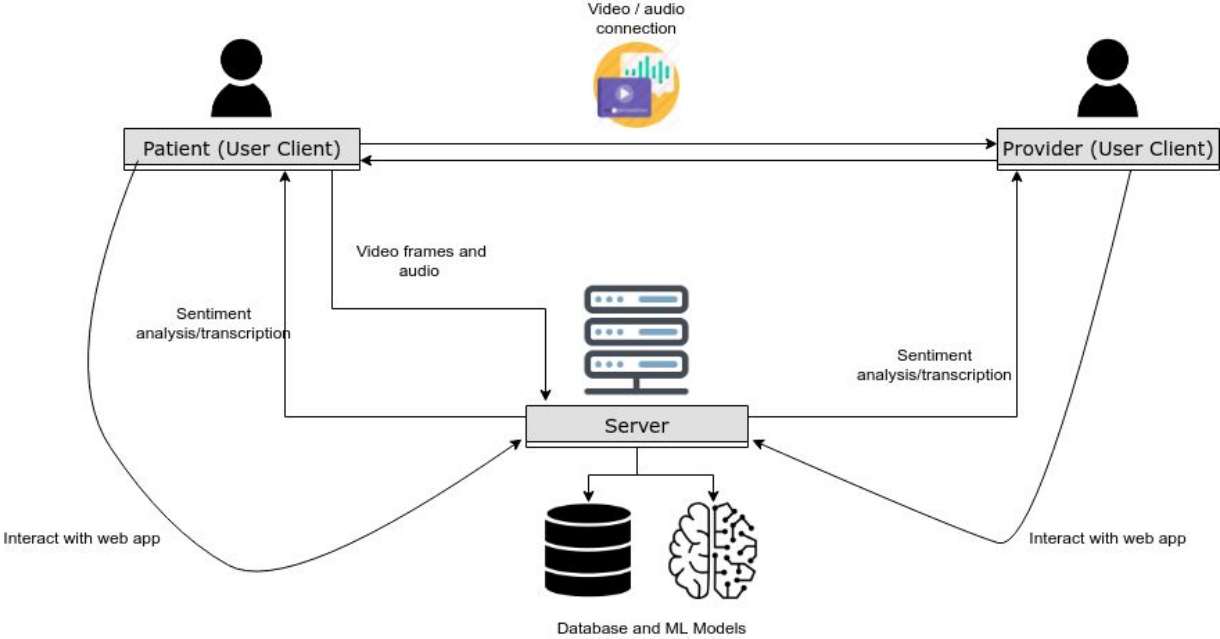 Video / audio
connection
Patient (User Client)
Provider (User Client)
Video frames and
audio
Sentiment
analysis/transcription
Sentiment
analysis/transcription
Server
Interact with web app
Interact with web app
Database and ML Models